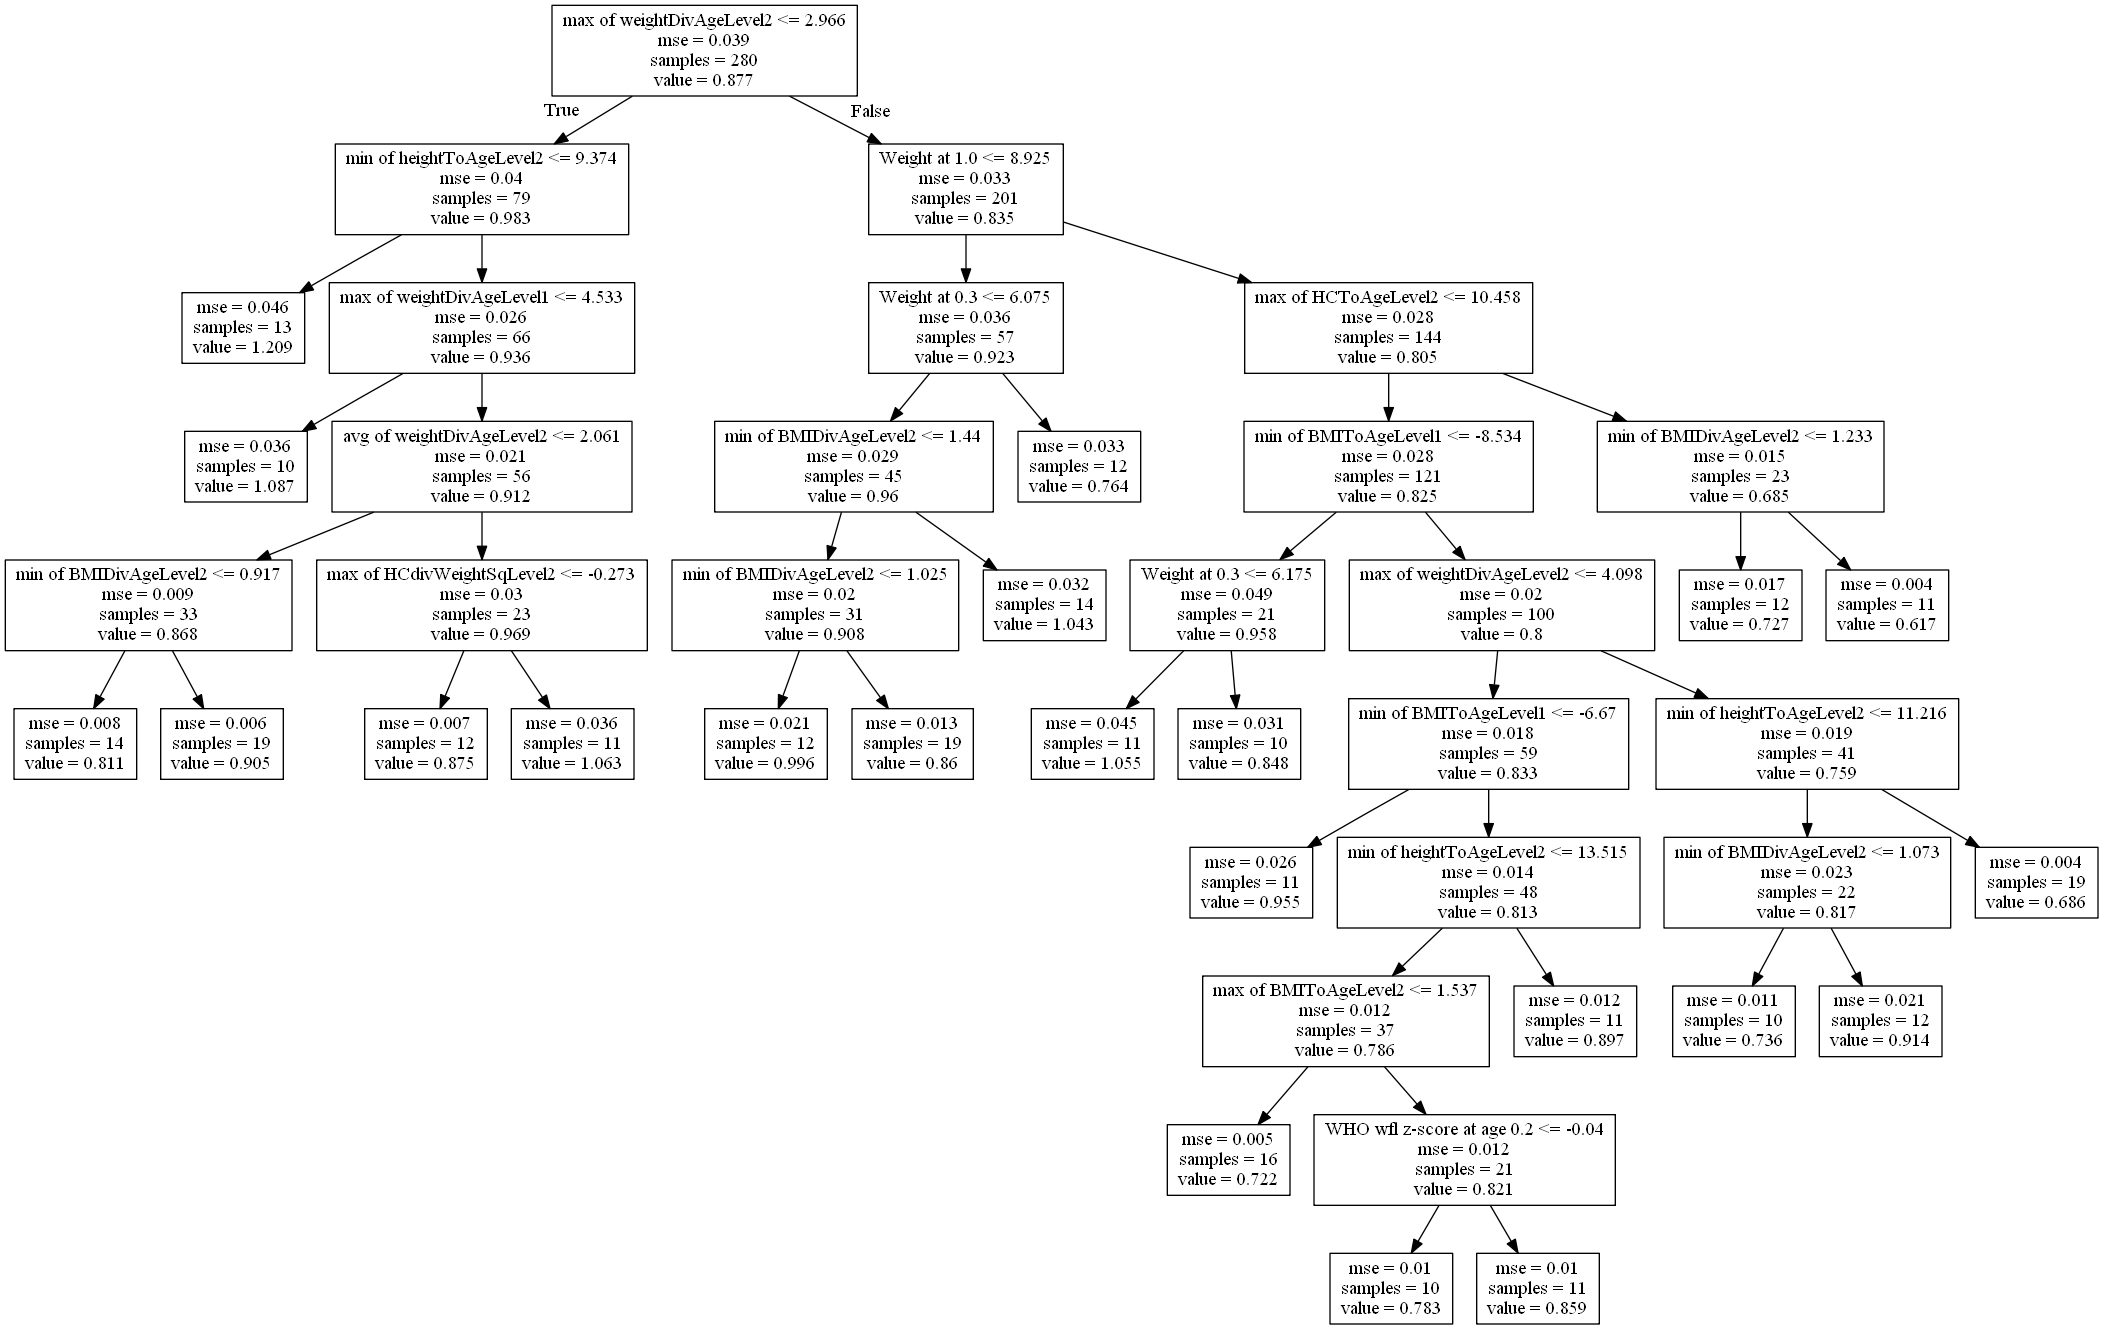 max of weightDivAgeLevel2 <= 2.966
mse = 0.039
samples = 280
value = 0.877
True
False
min of heightToAgeLevel2 <= 9.374
mse = 0.04
samples = 79
value = 0.983
Weight at 1.0 <= 8.925
mse = 0.033
samples = 201
value = 0.835
mse = 0.046
samples = 13
value = 1.209
max of weightDivAgeLevel1 <= 4.533
mse = 0.026
samples = 66
value = 0.936
Weight at 0.3 <= 6.075
mse = 0.036
samples = 57
value = 0.923
max of HCToAgeLevel2 <= 10.458
mse = 0.028
samples = 144
value = 0.805
mse = 0.036
samples = 10
value = 1.087
avg of weightDivAgeLevel2 <= 2.061
mse = 0.021
samples = 56
value = 0.912
min of BMIDivAgeLevel2 <= 1.44
mse = 0.029
samples = 45
value = 0.96
mse = 0.033
samples = 12
value = 0.764
min of BMIToAgeLevel1 <= -8.534
mse = 0.028
samples = 121
value = 0.825
min of BMIDivAgeLevel2 <= 1.233
mse = 0.015
samples = 23
value = 0.685
min of BMIDivAgeLevel2 <= 0.917
mse = 0.009
samples = 33
value = 0.868
max of HCdivWeightSqLevel2 <= -0.273
mse = 0.03
samples = 23
value = 0.969
min of BMIDivAgeLevel2 <= 1.025
mse = 0.02
samples = 31
value = 0.908
mse = 0.032
samples = 14
value = 1.043
Weight at 0.3 <= 6.175
mse = 0.049
samples = 21
value = 0.958
max of weightDivAgeLevel2 <= 4.098
mse = 0.02
samples = 100
value = 0.8
mse = 0.017
samples = 12
value = 0.727
mse = 0.004
samples = 11
value = 0.617
mse = 0.008
samples = 14
value = 0.811
mse = 0.006
samples = 19
value = 0.905
mse = 0.007
samples = 12
value = 0.875
mse = 0.036
samples = 11
value = 1.063
mse = 0.021
samples = 12
value = 0.996
mse = 0.013
samples = 19
value = 0.86
mse = 0.045
samples = 11
value = 1.055
mse = 0.031
samples = 10
value = 0.848
min of BMIToAgeLevel1 <= -6.67
mse = 0.018
samples = 59
value = 0.833
min of heightToAgeLevel2 <= 11.216
mse = 0.019
samples = 41
value = 0.759
mse = 0.026
samples = 11
value = 0.955
min of heightToAgeLevel2 <= 13.515
mse = 0.014
samples = 48
value = 0.813
min of BMIDivAgeLevel2 <= 1.073
mse = 0.023
samples = 22
value = 0.817
mse = 0.004
samples = 19
value = 0.686
max of BMIToAgeLevel2 <= 1.537
mse = 0.012
samples = 37
value = 0.786
mse = 0.012
samples = 11
value = 0.897
mse = 0.011
samples = 10
value = 0.736
mse = 0.021
samples = 12
value = 0.914
mse = 0.005
samples = 16
value = 0.722
WHO wfl z-score at age 0.2 <= -0.04
mse = 0.012
samples = 21
value = 0.821
mse = 0.01
samples = 10
value = 0.783
mse = 0.01
samples = 11
value = 0.859